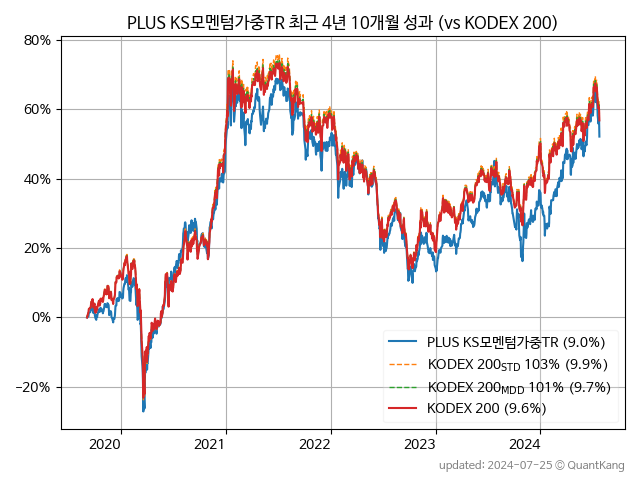 PLUS KS모멘텀가중TR 최근 4년 10개월 성과 (vs KODEX 200)
80%
60%
40%
20%
0%
−20%
PLUS KS모멘텀가중TR (9.0%)
KODEX 200STD 103% (9.9%)
KODEX 200MDD 101% (9.7%)
KODEX 200 (9.6%)
2020 2021 2022 2023 2024
updated: 2024-07-25 © QuantKang